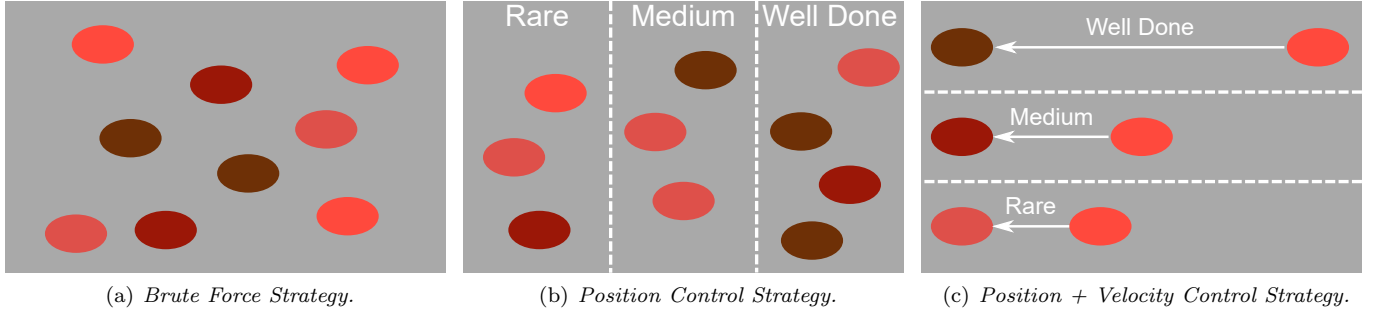 Rare Medium Well Done
Well Done
Medium
Rare
(a) Brute Force Strategy.
(b) Position Control Strategy.
(c) Position + Velocity Control Strategy.